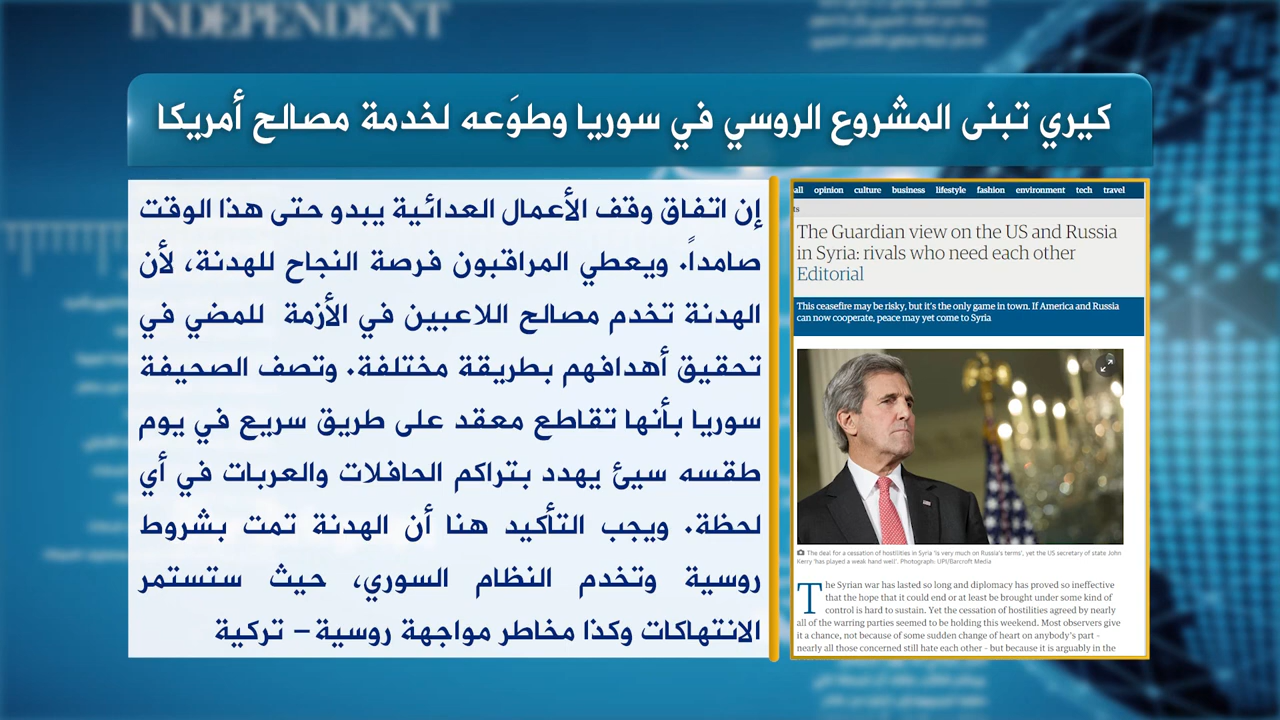 INDEPENDENT
كيري تبنى المشروع الروسي في سوريا وطوَعه لخدمة مصالح أمريكا
إن اتفاق وقف الأعمال العدائية يبدو حتى هذا الوقت
صامداً. ويعطي المراقبون فرصة النجاح للهدنة، لأن
الهدنة تخدم مصالح اللاعبين في الأزمة للمضي في
تحقيق أهدافهم بطريقة مختلفة. وتصف الصحيفة
سوريا بأنها تقاطع معقد على طريق سريع في يوم
طقسه سيئ يهدد بتراكم الحافلات والعربات في أي
لحظة. ويجب التأكيد هنا أن الهدنة تمت بشروط
روسية وتخدم النظام السوري، حيث ستستمر
الانتهاكات وكذا مخاطر مواجهة روسية – تركية
all opinion culture business lifestyle fashion environment tech travel
ts
The Guardian view on the US and Russia
in Syria: rivals who need each other
Editorial
This ceasefire may be risky, but it's the only game in town. If America and Russia
can now cooperate, peace may yet come to Syria
The deal for a cessation of hostilities in Syria 'is very much on Russia's terms', yet the US secretary of state John
Kerry 'has played a weak hand well'. Photograph: UPI/Barcroft Media
The Syrian war has lasted so long and diplomacy has proved so ineffective
that the hope that it could end or at least be brought under some kind of
control is hard to sustain. Yet the cessation of hostilities agreed by nearly
all of the warring parties seemed to be holding this weekend. Most observers give
it a chance, not because of some sudden change of heart on anybody's part -
nearly all those concerned still hate each other - but because it is arguably in the